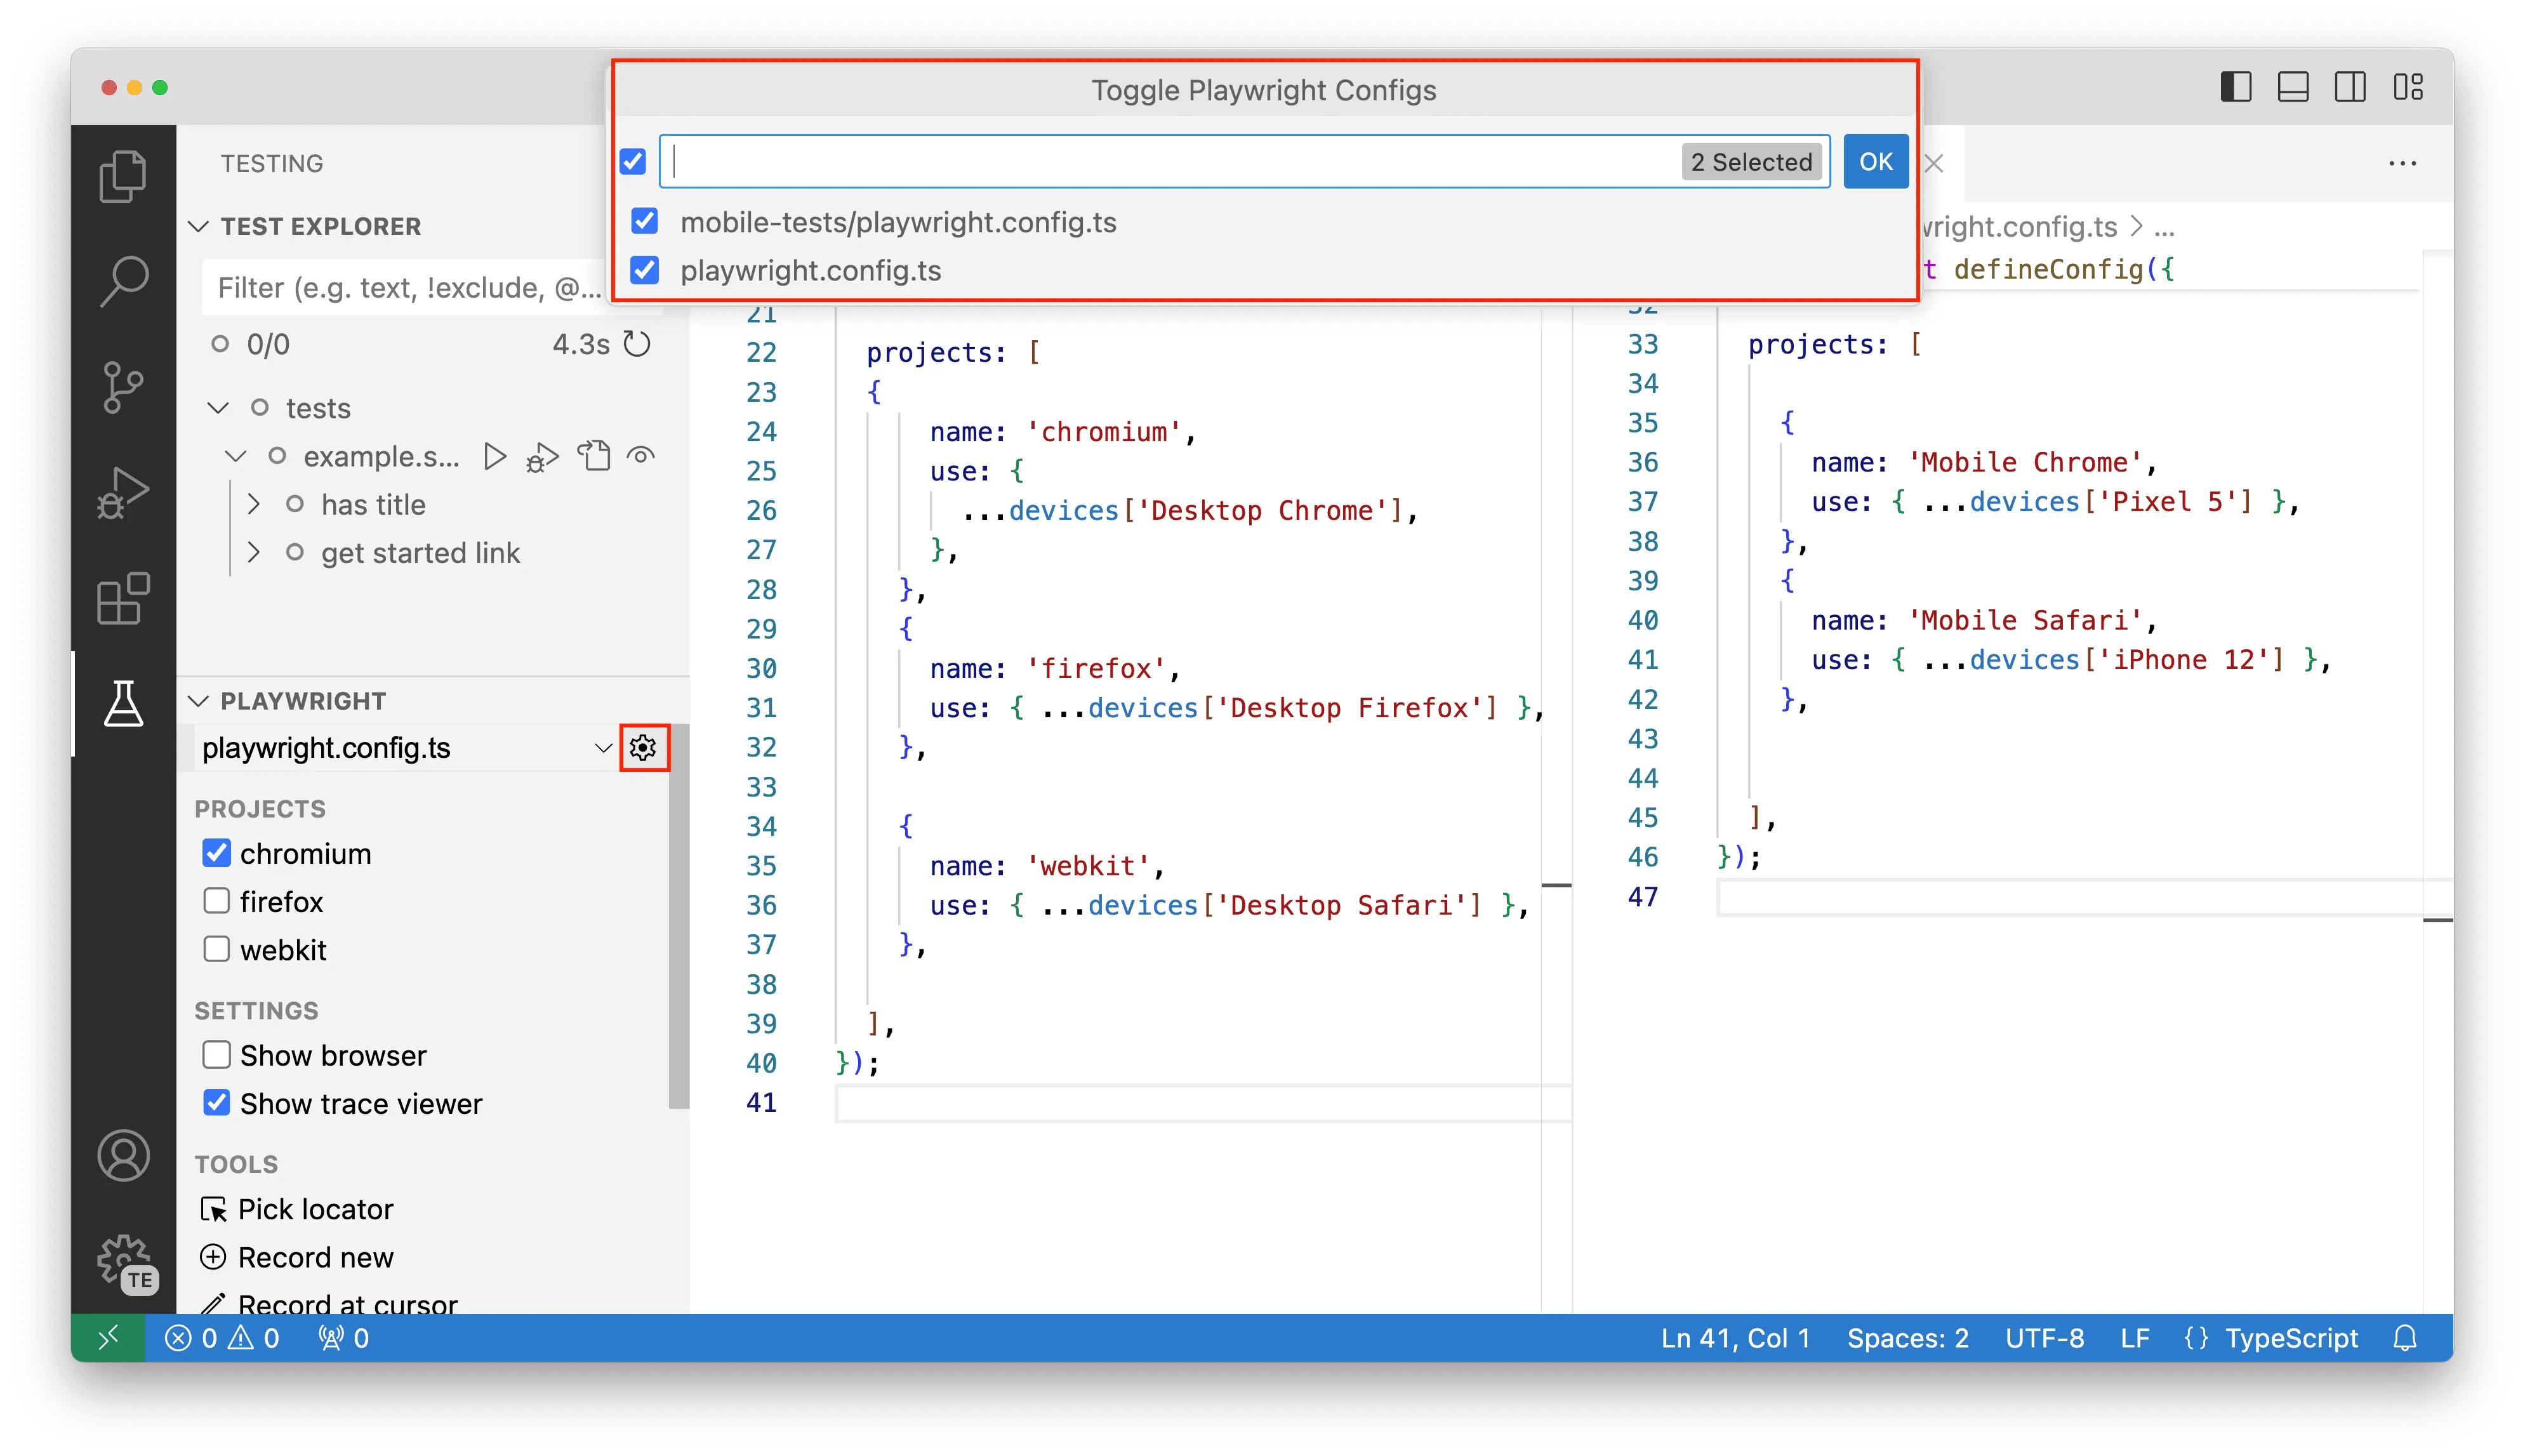 Toggle Playwright Configs
2 Selected
OK
mobile-tests/playwright.config.ts
playwright.config.ts
TESTING
TEST EXPLORER
Filter (e.g. text, !exclude, @...
0/0
4.3s
tests
example.s...
has title
get started link
PLAYWRIGHT
playwright.config.ts
PROJECTS
chromium
firefox
webkit
SETTINGS
Show browser
Show trace viewer
TOOLS
Pick locator
Record new
Record at cursor
TE
21
22 projects: [
23 {
24 name: 'chromium',
25 use: {
26 ...devices['Desktop Chrome'],
27 },
28 },
29 {
30 name: 'firefox',
31 use: { ...devices['Desktop Firefox'] },
32 },
33
34 {
35 name: 'webkit',
36 use: { ...devices['Desktop Safari'] },
37 },
38
39 ],
40 });
41
wright.config.ts > ...
t defineConfig({
32
33 projects: [
34
35 {
36 name: 'Mobile Chrome',
37 use: { ...devices['Pixel 5'] },
38 },
39 {
40 name: 'Mobile Safari',
41 use: { ...devices['iPhone 12'] },
42 },
43
44
45 ],
46 });
47
0 0 0
Ln 41, Col 1 Spaces: 2 UTF-8 LF {} TypeScript